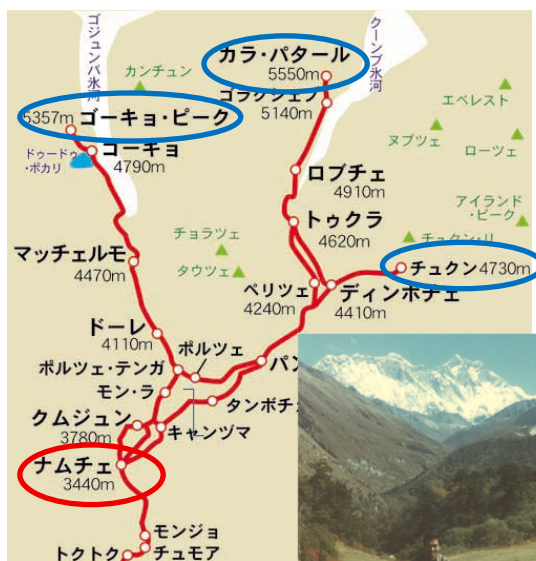 ゴジュンバ氷河
クーンブ氷河
カラ・パタール
5550m
カンチュン
ゴラクシェプ
5140m
エベレスト
5357m ゴーキョ・ピーク
ヌプツェ
ローツェ
ドゥードゥ
・ポカリ
ゴーキョ
4790m
ロブチェ
4910m
アイランド
・ピーク
トゥクラ
4620m
チョラツェ
チュクン・リ
マッチェルモ
4470m
タウツェ
チュクン 4730m
ペリツェ
4240m
ディンボチェ
4410m
ドーレ
4110m
ポルツェ
ポルツェ・テンガ
パン
モン・ラ
タンボチ
クムジュン
3780m
キャンヅマ
ナムチェ
3440m
モンジョ
トクトク
チュモア